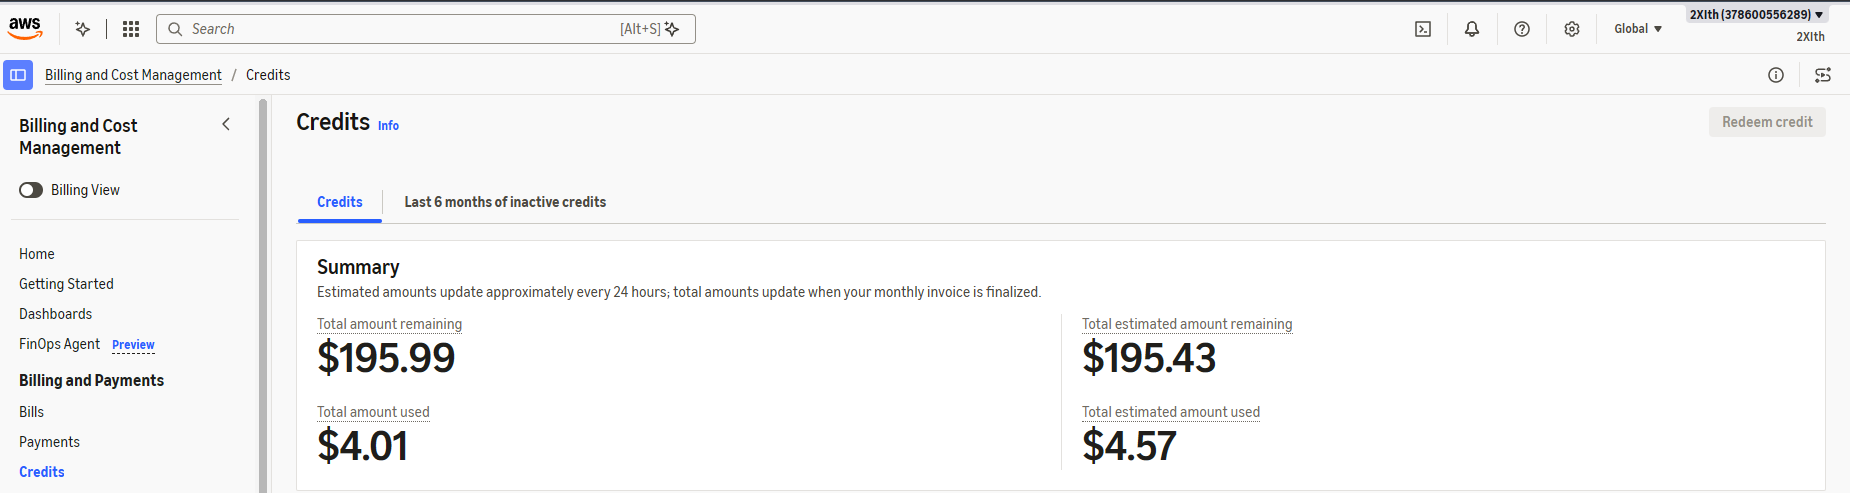 aws
Search [Alt+S]
Global
2XIth (378600556289)
2XIth
Billing and Cost Management / Credits
Billing and Cost
Management
Billing View
Home
Getting Started
Dashboards
FinOps Agent Preview
Billing and Payments
Bills
Payments
Credits
Credits Info
Redeem credit
Credits
Last 6 months of inactive credits
Summary
Estimated amounts update approximately every 24 hours; total amounts update when your monthly invoice is finalized.
Total amount remaining
$195.99
Total estimated amount remaining
$195.43
Total amount used
$4.01
Total estimated amount used
$4.57